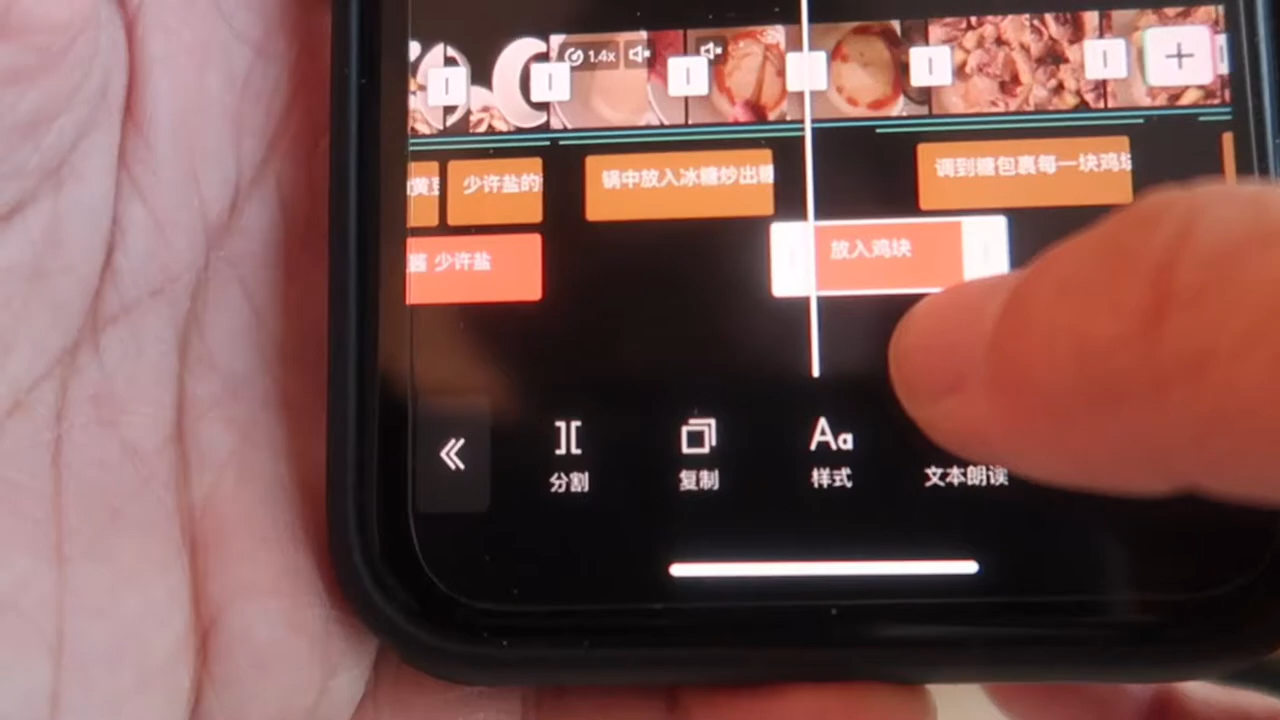 1.4x
少许盐的
锅中放入冰糖炒出糖
调到糖包裹每一块鸡块
少许盐
放入鸡块
分割
复制
样式
文本朗读